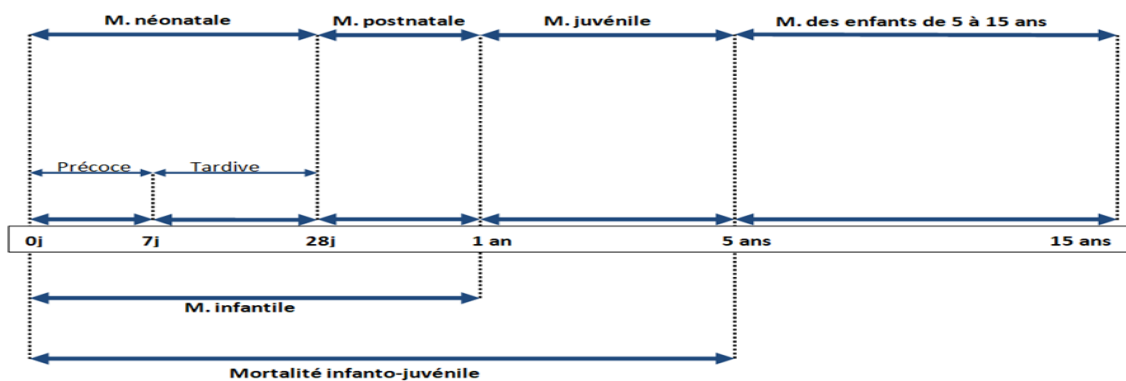 M. néonatale M. postnatale M. juvénile M. des enfants de 5 à 15 ans
Précoce Tardive
0j 7j 28j 1 an 5 ans 15 ans
M. infantile
Mortalité infanto-juvénile